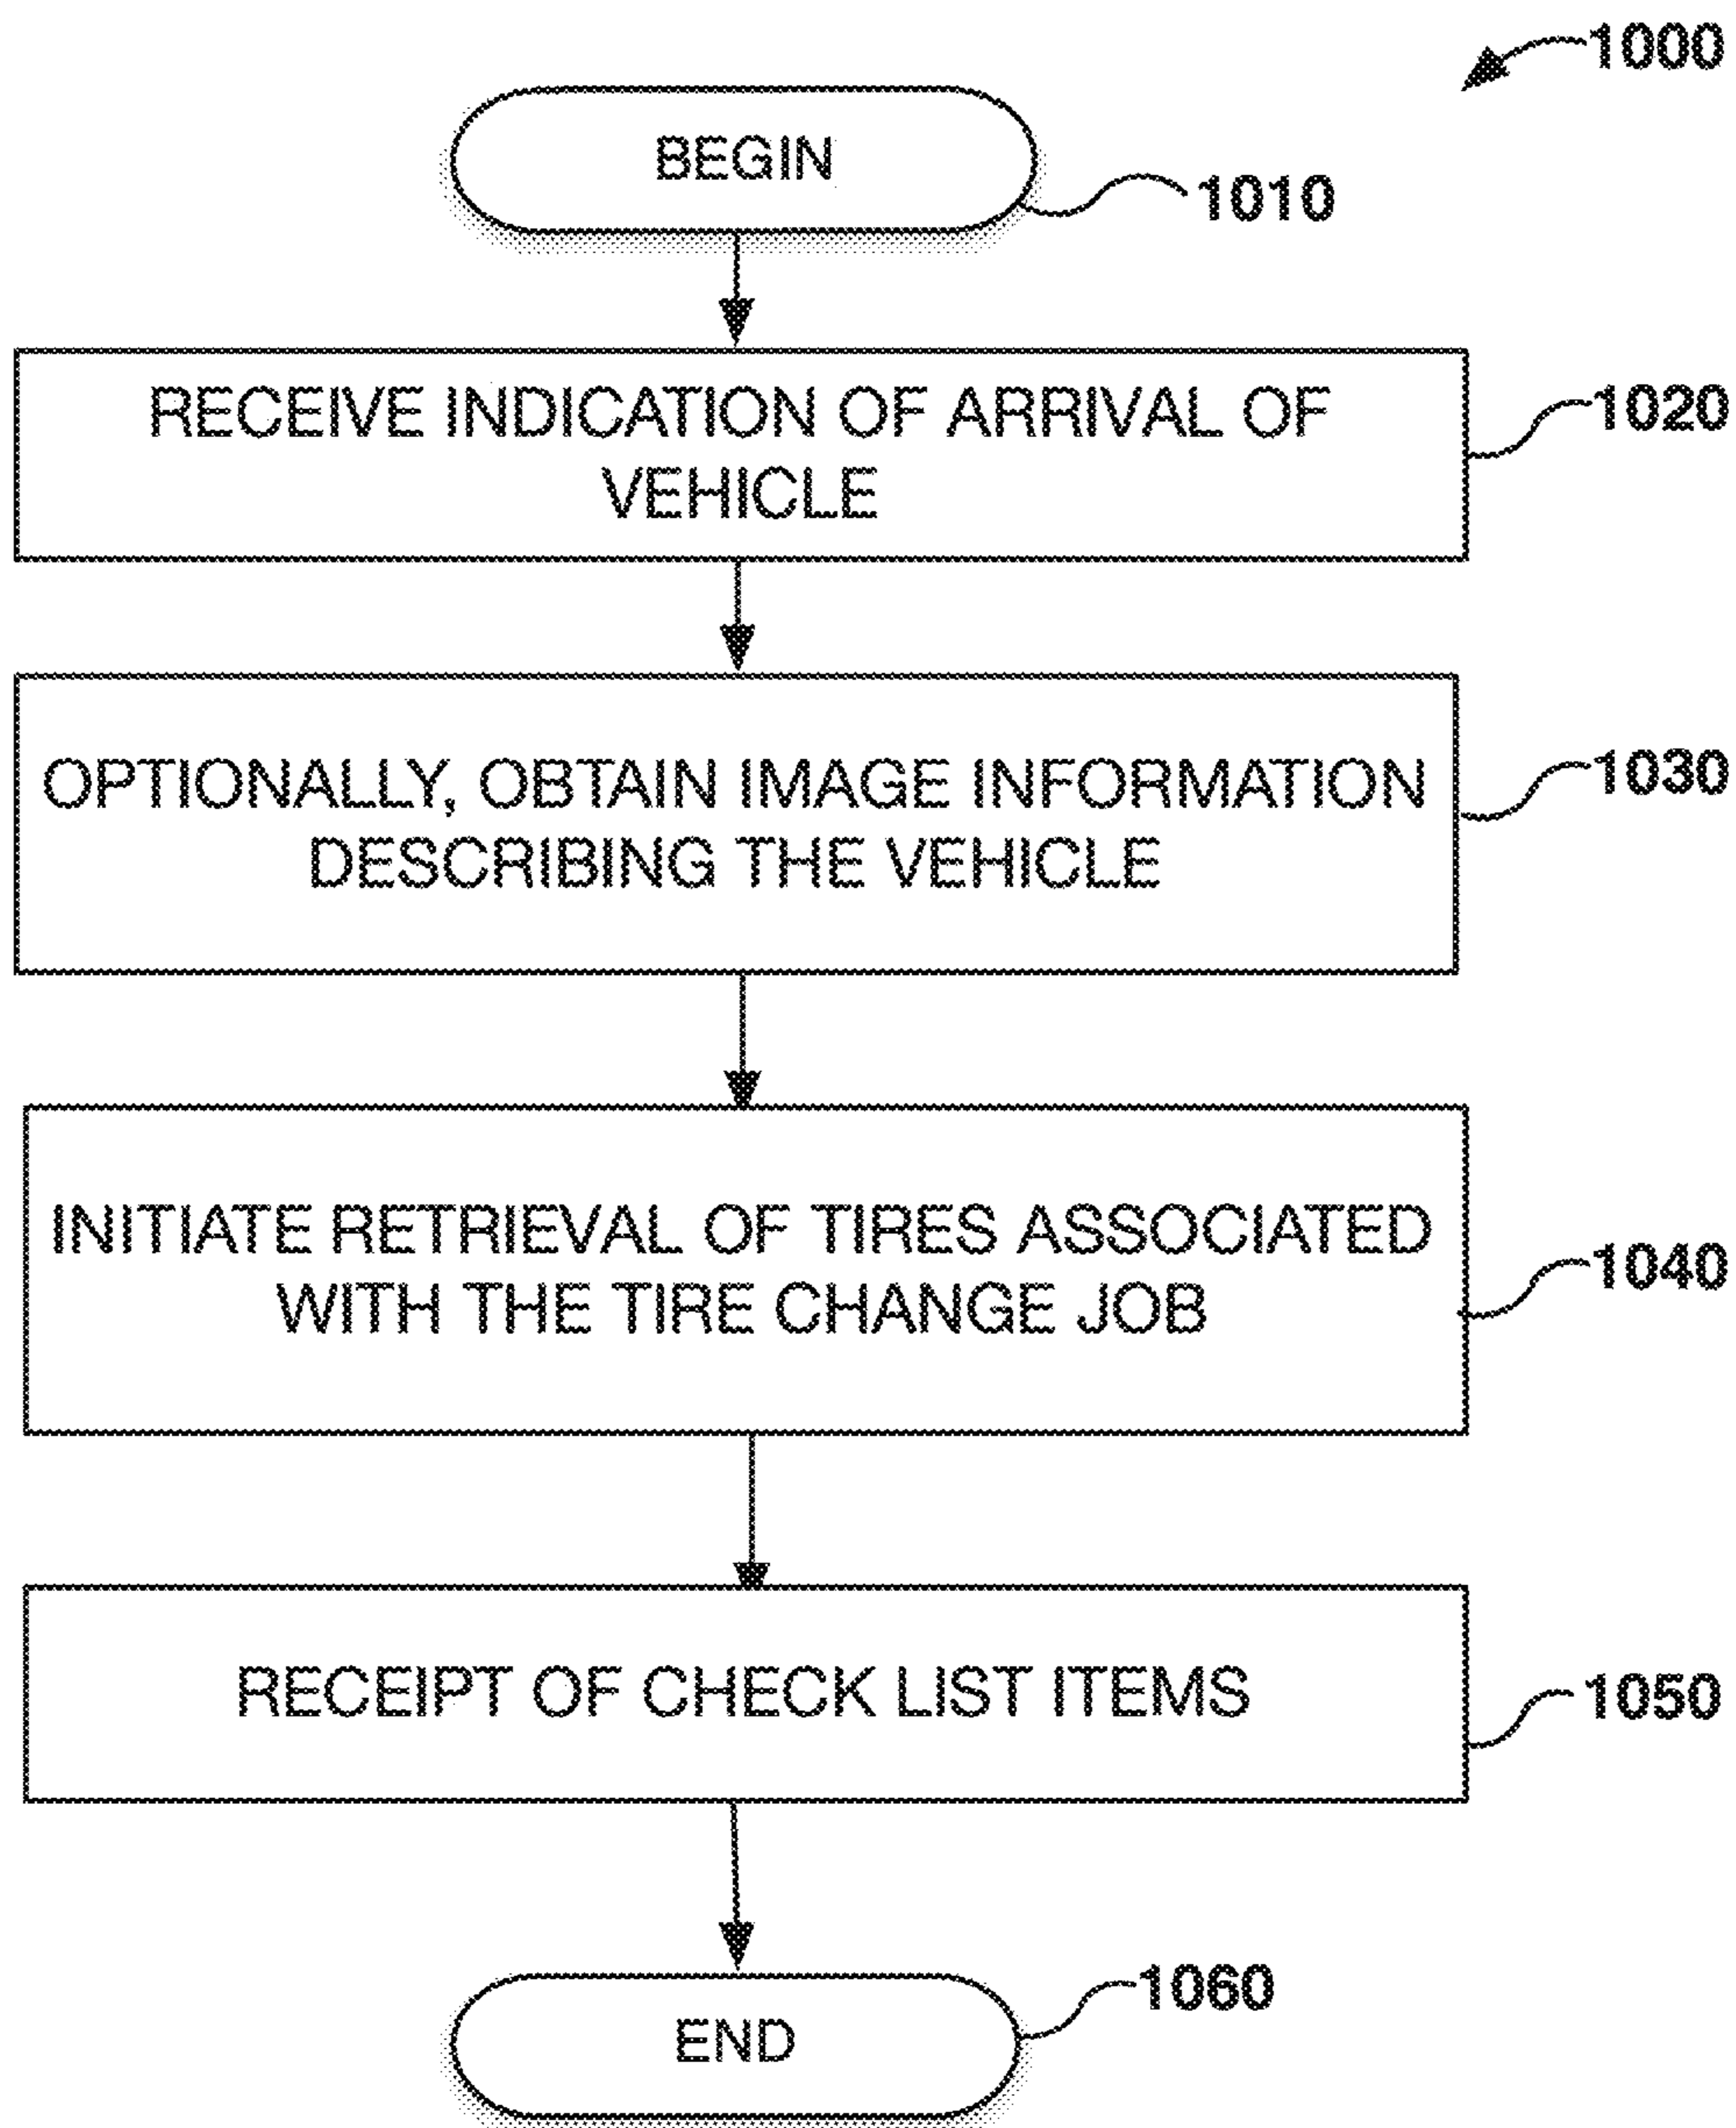 1000
BEGIN
1010
RECEIVE INDICATION OF ARRIVAL OF
VEHICLE
1020
OPTIONALLY, OBTAIN IMAGE INFORMATION
DESCRIBING THE VEHICLE
1030
INITIATE RETRIEVAL OF TIRES ASSOCIATED
WITH THE TIRE CHANGE JOB
1040
RECEIPT OF CHECK LIST ITEMS
1050
END
1060